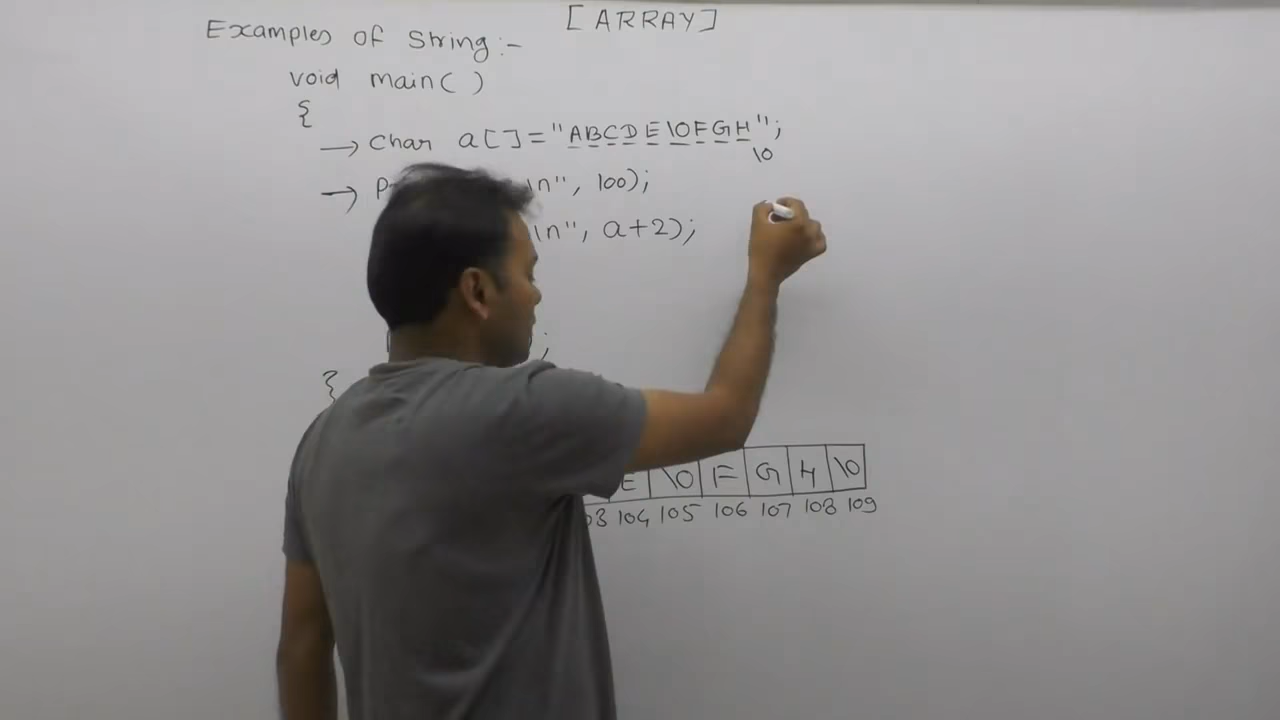 [ARRAY]
Examples of String:-
void main( )
{
→ Char a[]="ABCDE\0FGH";
\0
→ P \n", 100);
\n", a+2);
;
}
E \0 F G H \0
03 104 105 106 107 108 109